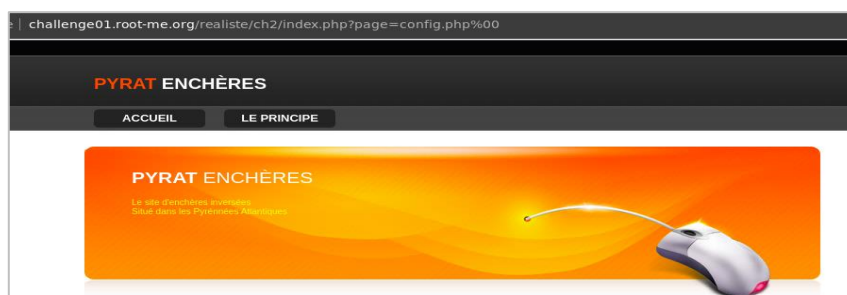 challenge01.root-me.org/realiste/ch2/index.php?page=config.php%00
PYRAT ENCHÈRES
ACCUEIL LE PRINCIPE
PYRAT ENCHÈRES
Le site d'enchères inversées
Situé dans les Pyrénnées Atlantiques